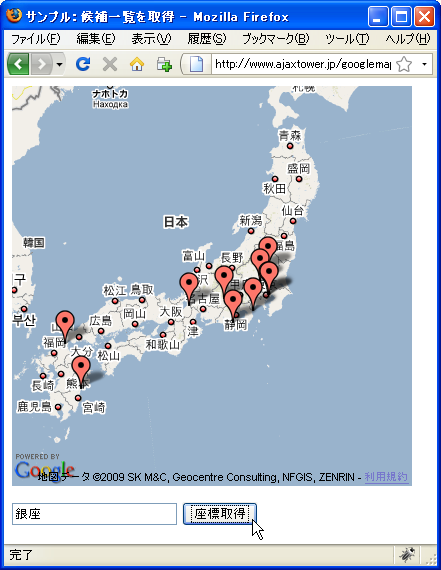 サンプル: 候補一覧を取得 - Mozilla Firefox
ファイル(F) 編集(E) 表示(V) 履歴(S) ブックマーク(B) ツール(T) ヘルプ(H)
http://www.ajaxtower.jp/googlemap
ナホトカ
Находка
札幌
青森
盛岡
秋田
仙台
新潟
日本
福島
韓国
富山
長野
松江
鳥取
名古屋
釜山
岡山
大阪
静岡
広島
津
和歌山
福岡
松山
大分
長崎
熊本
宮崎
鹿児島
POWERED BY
Google
地図データ ©2009 SK M&C, Geocentre Consulting, NFGIS, ZENRIN - 利用規約
銀座
座標取得
完了